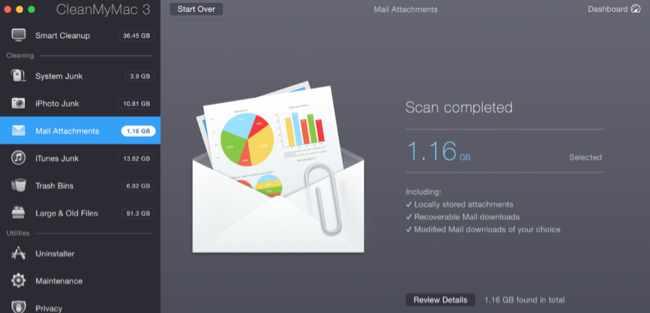 CleanMyMac 3
Start Over
Mail Attachments
Dashboard
Smart Cleanup 36.45 GB
Cleaning
System Junk 3.9 GB
iPhoto Junk 10.81 GB
Mail Attachments 1.16 GB
iTunes Junk 13.82 GB
Trash Bins 6.82 GB
Large & Old Files 91.3 GB
Utilities
Uninstaller
Maintenance
Privacy
Scan completed
1.16 GB Selected
Including:
✓ Locally stored attachments
✓ Recoverable Mail downloads
✓ Modified Mail downloads of your choice
Review Details 1.16 GB found in total